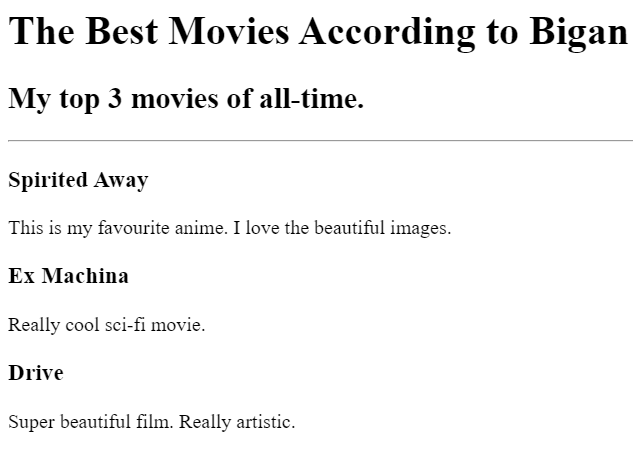 The Best Movies According to Bigan
My top 3 movies of all-time.
Spirited Away
This is my favourite anime. I love the beautiful images.
Ex Machina
Really cool sci-fi movie.
Drive
Super beautiful film. Really artistic.